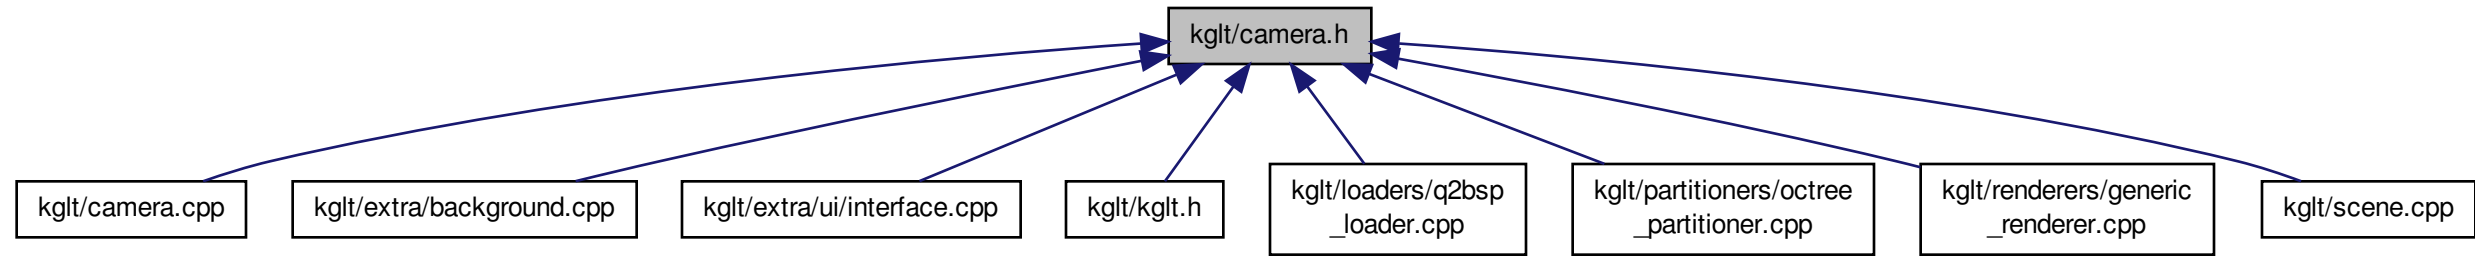 kglt/camera.h
kglt/camera.cpp
kglt/extra/background.cpp
kglt/extra/ui/interface.cpp
kglt/kglt.h
kglt/loaders/q2bsp
_loader.cpp
kglt/partitioners/octree
_partitioner.cpp
kglt/renderers/generic
_renderer.cpp
kglt/scene.cpp